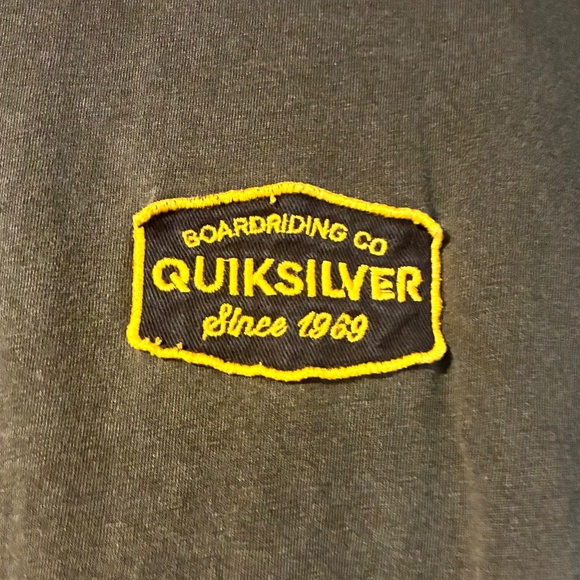 BOARDRIDING CO
QUIKSILVER
Since 1969